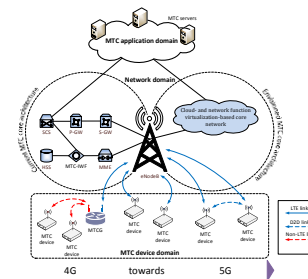 MTC servers
MTC application domain
Network domain
Current MTC core architecture
Envisioned MTC core architecture
SCS
P-GW
S-GW
Cloud- and network function
virtualization-based core
network
HSS
MTC-IWF
MME
eNodeB
MTCG
MTC
device
MTC
device
MTC
device
MTC
device
MTC
device
MTC
device
MTC device domain
LTE link
D2D link
Non-LTE
4G towards 5G